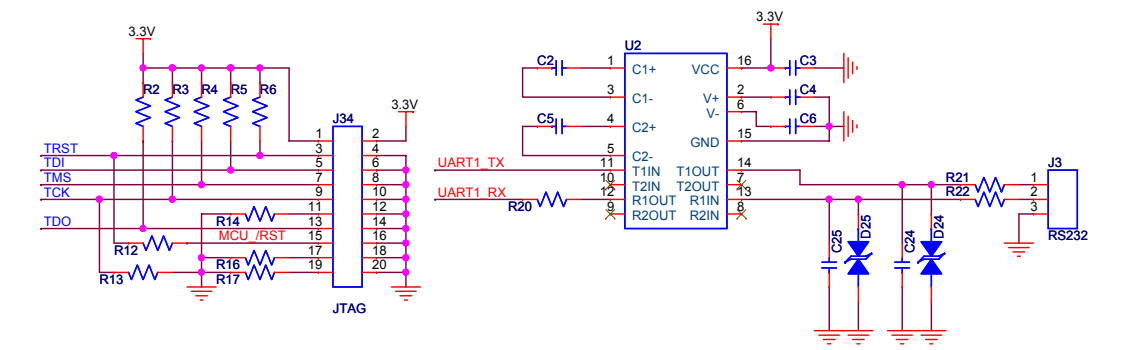 3.3V
R2 R3 R4 R5 R6
J34
3.3V
1 2
TRST 3 4
TDI 5 6
TMS 7 8
TCK 9 10
R14 11 12
TDO 13 14
R12 MCU_/RST 15 16
R16 17 18
R13 R17 19 20
JTAG
3.3V
U2
C2 1 C1+ VCC 16 C3
3 C1- V+ 2 C4
V- 6
C5 4 C2+ C6
GND 15
5 C2-
UART1_TX 11 T1IN T1OUT 14
10 T2IN T2OUT 7
UART1_RX R20 12 R1OUT R1IN 13
9 R2OUT R2IN 8
J3
R21 1
R22 2
3
RS232
C25 D25 C24 D24